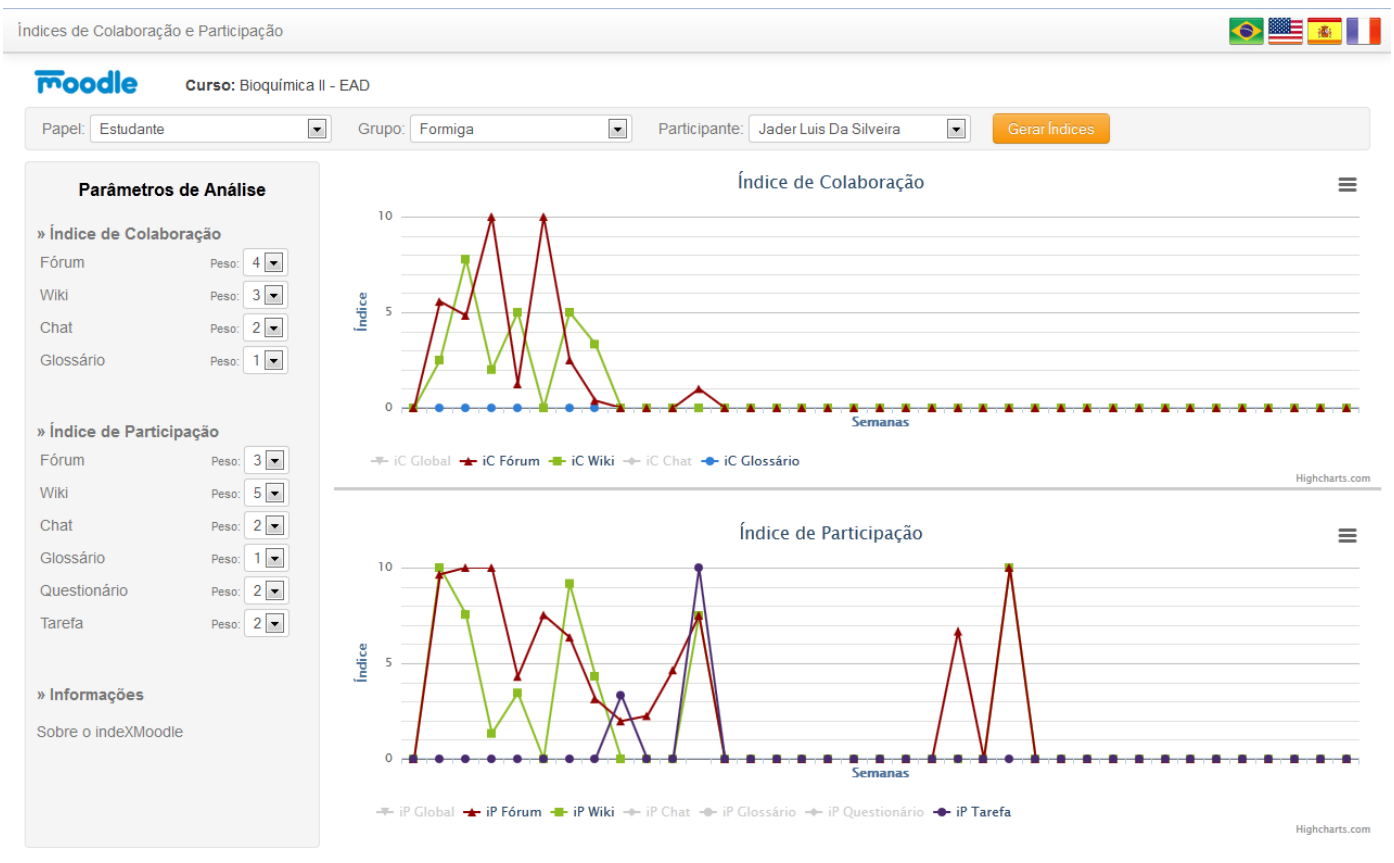 Índices de Colaboração e Participação
moodle
Curso: Bioquímica II - EAD
Papel: Estudante Grupo: Formiga Participante: Jader Luis Da Silveira Gerar Índices
Parâmetros de Análise
» Índice de Colaboração
Fórum Peso: 4
Wiki Peso: 3
Chat Peso: 2
Glossário Peso: 1
» Índice de Participação
Fórum Peso: 3
Wiki Peso: 5
Chat Peso: 2
Glossário Peso: 1
Questionário Peso: 2
Tarefa Peso: 2
» Informações
Sobre o indeXMoodle
Índice de Colaboração
10
5
0
Índice
Semanas
iC Global iC Fórum iC Wiki iC Chat iC Glossário
Highcharts.com
Índice de Participação
10
5
0
Índice
Semanas
iP Global iP Fórum iP Wiki iP Chat iP Glossário iP Questionário iP Tarefa
Highcharts.com